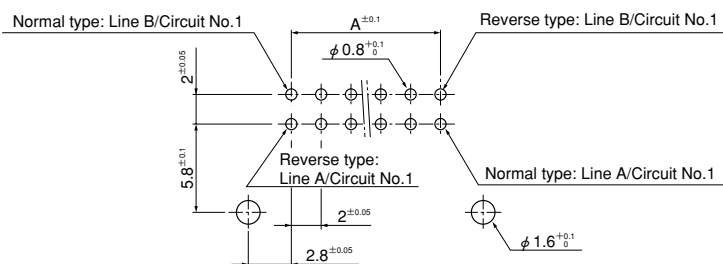 Normal type: Line B/Circuit No.1
A±0.1
Reverse type: Line B/Circuit No.1
φ0.8+0.1 0
2±0.05
5.8±0.1
Reverse type:
Line A/Circuit No.1
Normal type: Line A/Circuit No.1
2±0.05
φ1.6+0.1 0
2.8±0.05